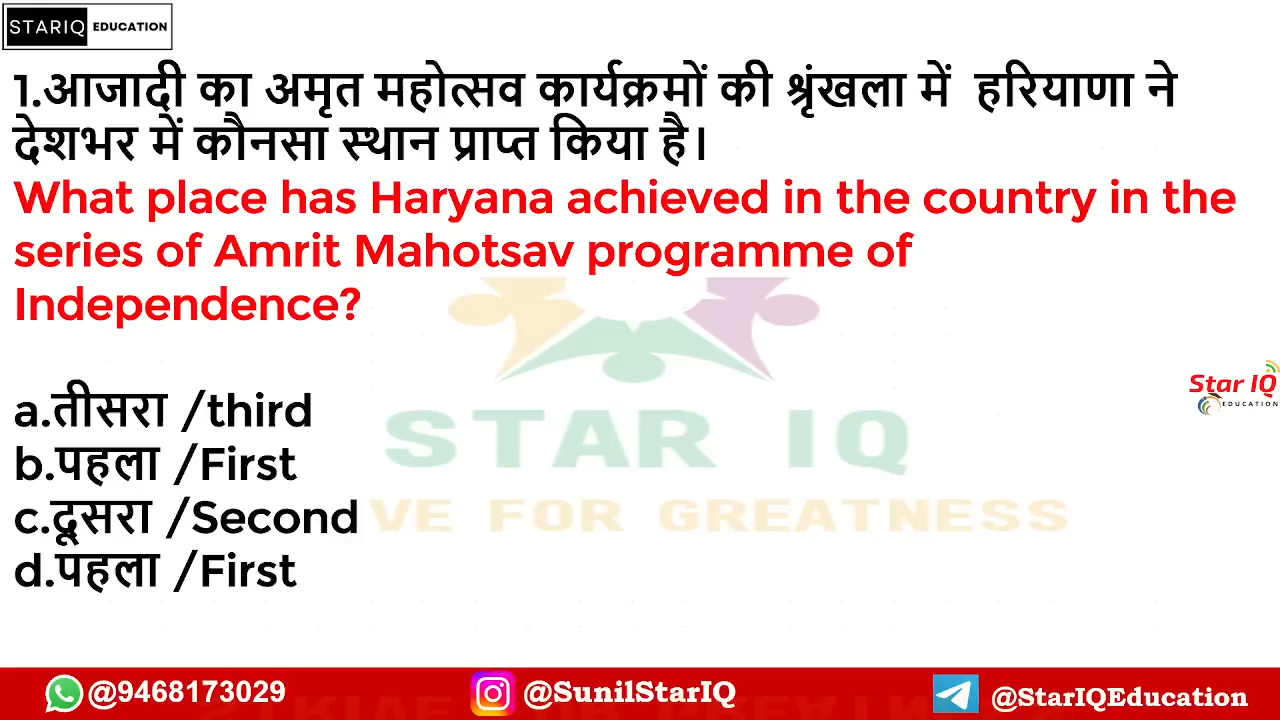 STARIQ EDUCATION
1.आजादी का अमृत महोत्सव कार्यक्रमों की श्रृंखला में हरियाणा ने
देशभर में कौनसा स्थान प्राप्त किया है।
What place has Haryana achieved in the country in the
series of Amrit Mahotsav programme of
Independence?
a.तीसरा /third
b.पहला /First
c.दूसरा /Second
d.पहला /First
STAR IQ
VE FOR GREATNESS
Star IQ
EDUCATION
@9468173029 @SunilStarIQ @StarIQEducation